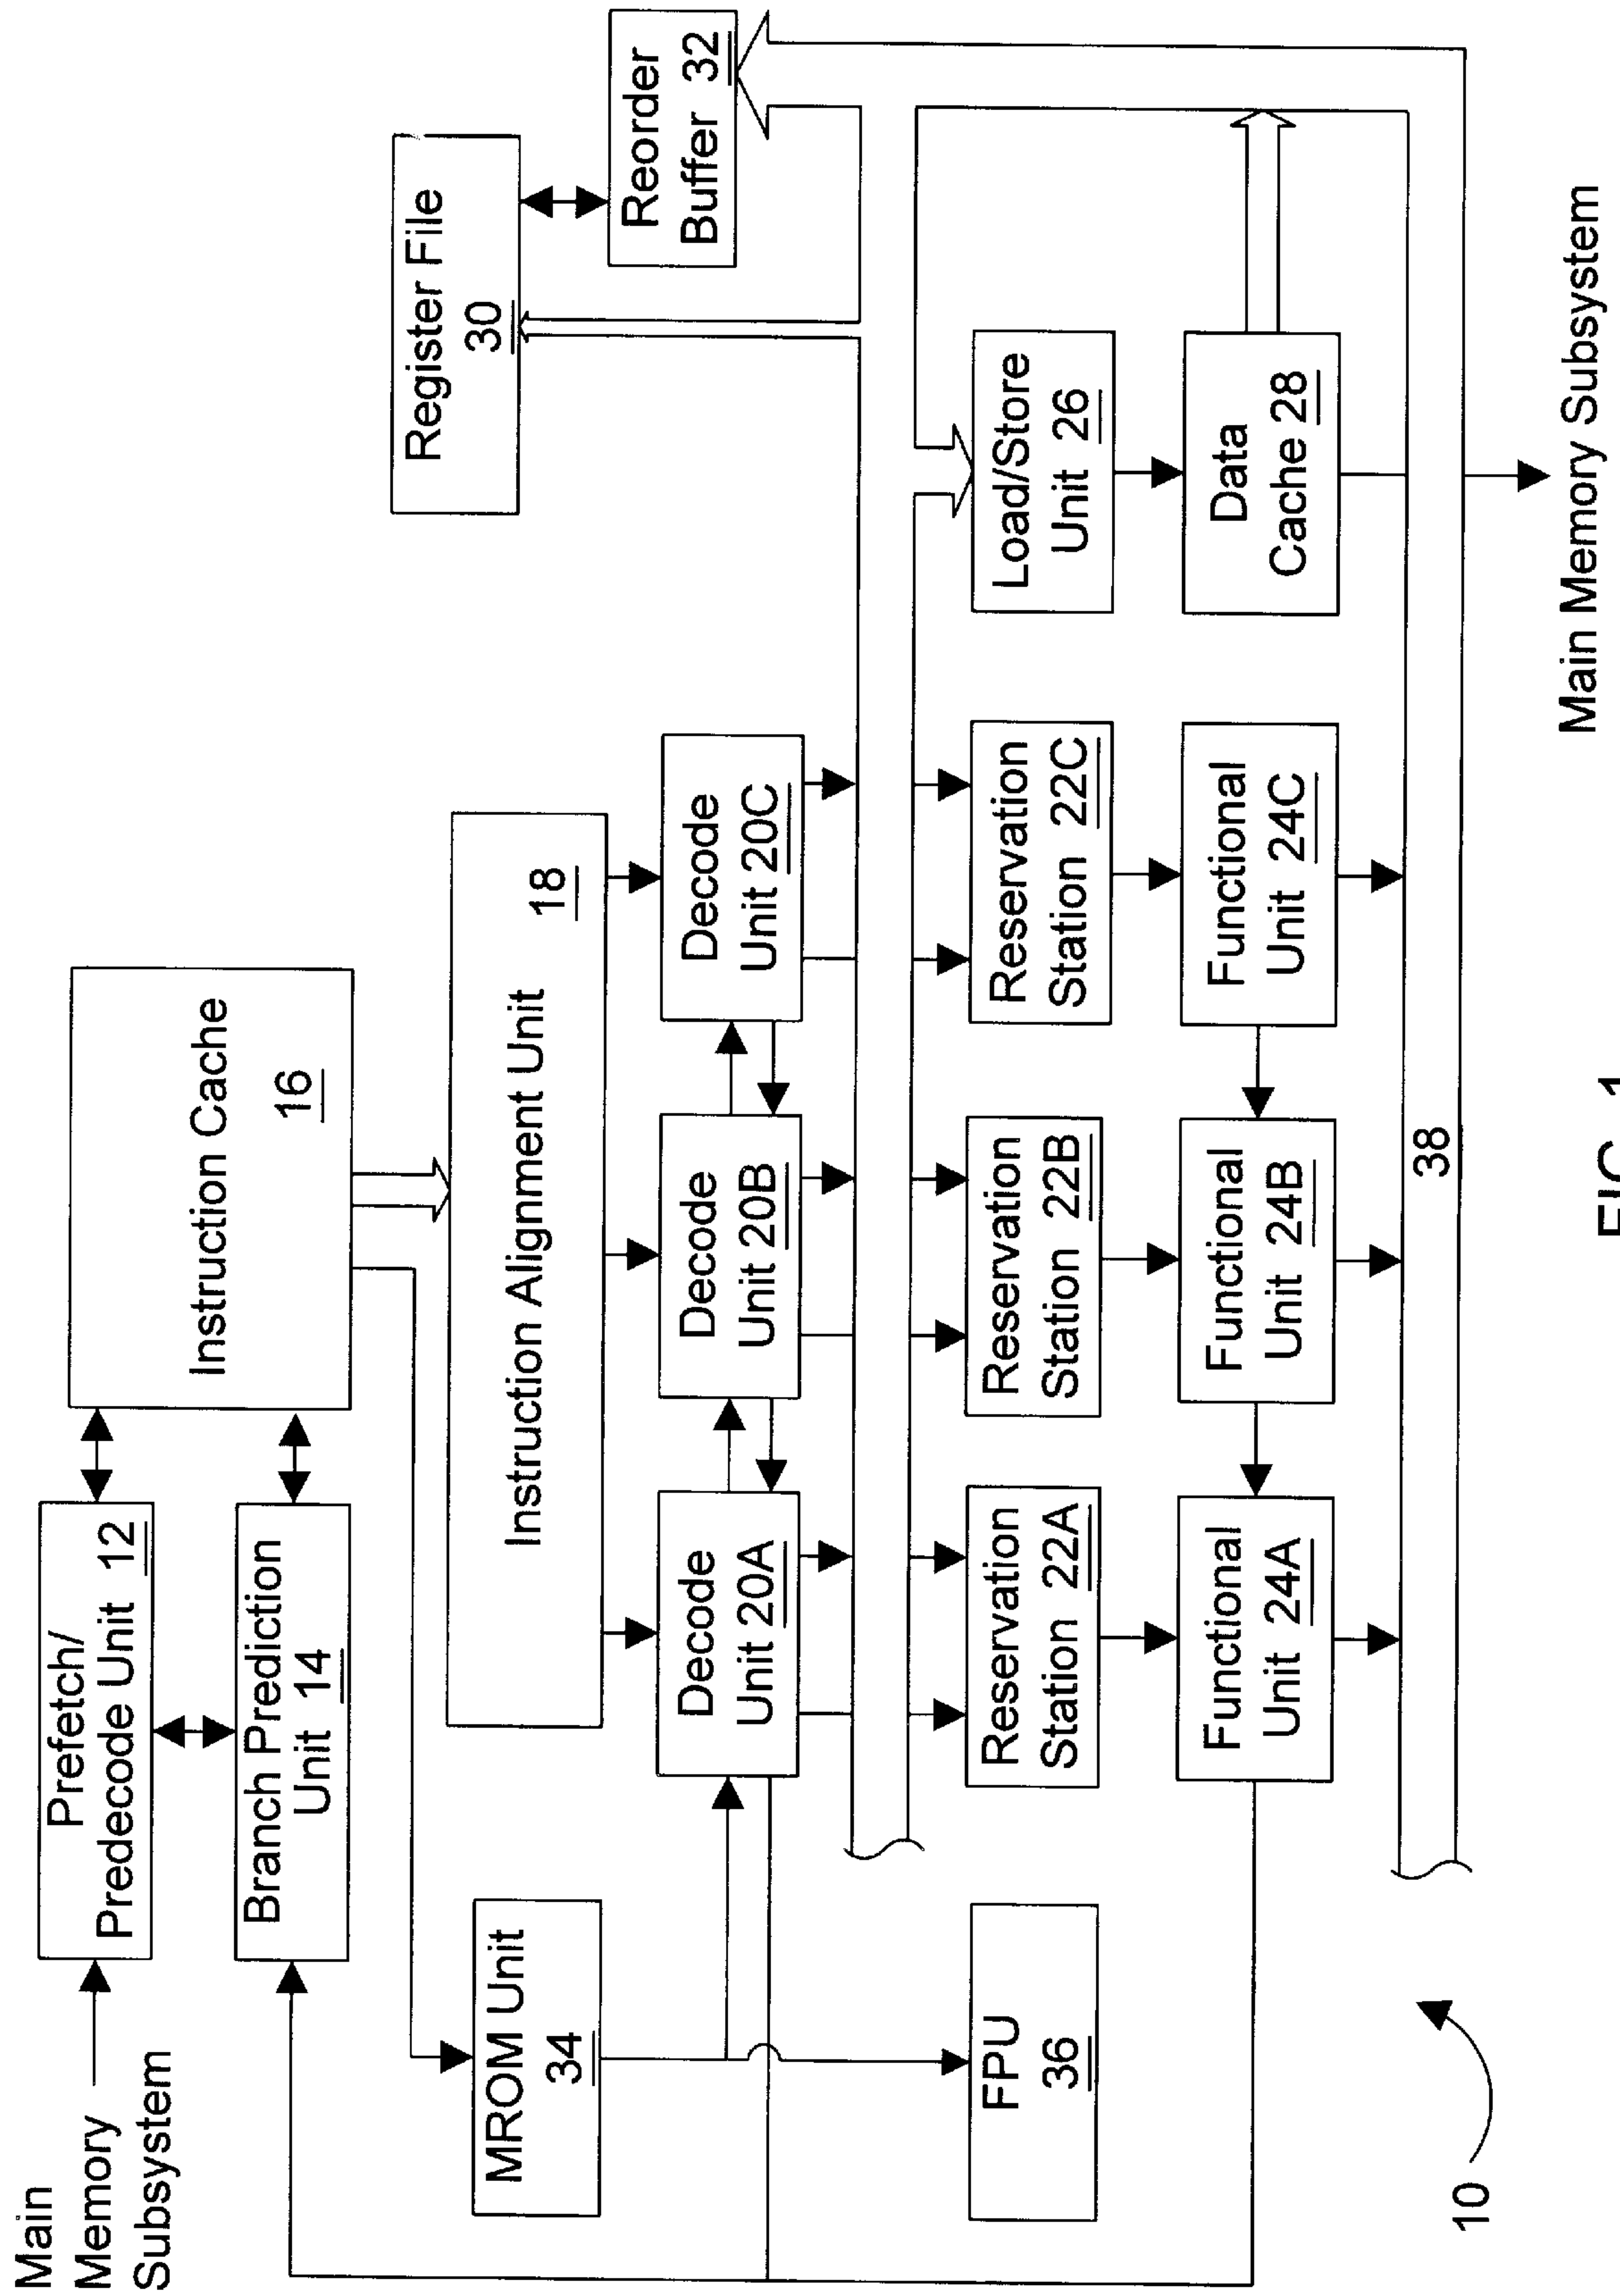 Main
Memory
Subsystem
Prefetch/
Predecode Unit 12
Branch Prediction
Unit 14
Instruction Cache
16
Register File
30
Reorder
Buffer 32
MROM Unit
34
Instruction Alignment Unit
18
Decode
Unit 20A
Decode
Unit 20B
Decode
Unit 20C
FPU
36
Reservation
Station 22A
Reservation
Station 22B
Reservation
Station 22C
Load/Store
Unit 26
Functional
Unit 24A
Functional
Unit 24B
Functional
Unit 24C
Data
Cache 28
38
10
Main Memory Subsystem
FIG. 1